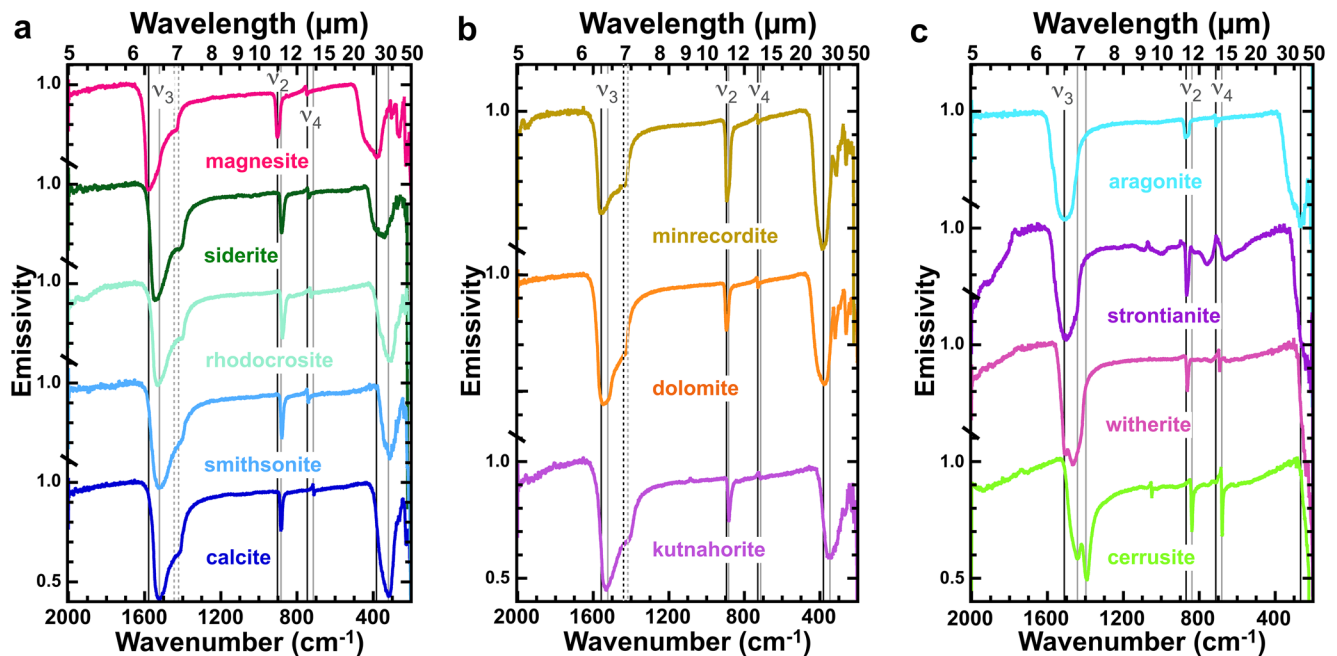 a
Wavelength (µm)
5 6 7 8 9 10 12 15 20 30 50
ν3
ν2
ν4
1.0
magnesite
1.0
siderite
1.0
rhodocrosite
1.0
smithsonite
1.0
calcite
0.5
Emissivity
2000 1600 1200 800 400
Wavenumber (cm-1)
b
Wavelength (µm)
5 6 7 8 9 10 12 15 20 30 50
ν3
ν2
ν4
1.0
minrecordite
1.0
dolomite
1.0
kutnahorite
0.5
Emissivity
2000 1600 1200 800 400
Wavenumber (cm-1)
c
Wavelength (µm)
5 6 7 8 9 10 12 15 20 30 50
ν3
ν2
ν4
1.0
aragonite
1.0
strontianite
1.0
witherite
1.0
cerrusite
0.5
Emissivity
2000 1600 1200 800 400
Wavenumber (cm-1)